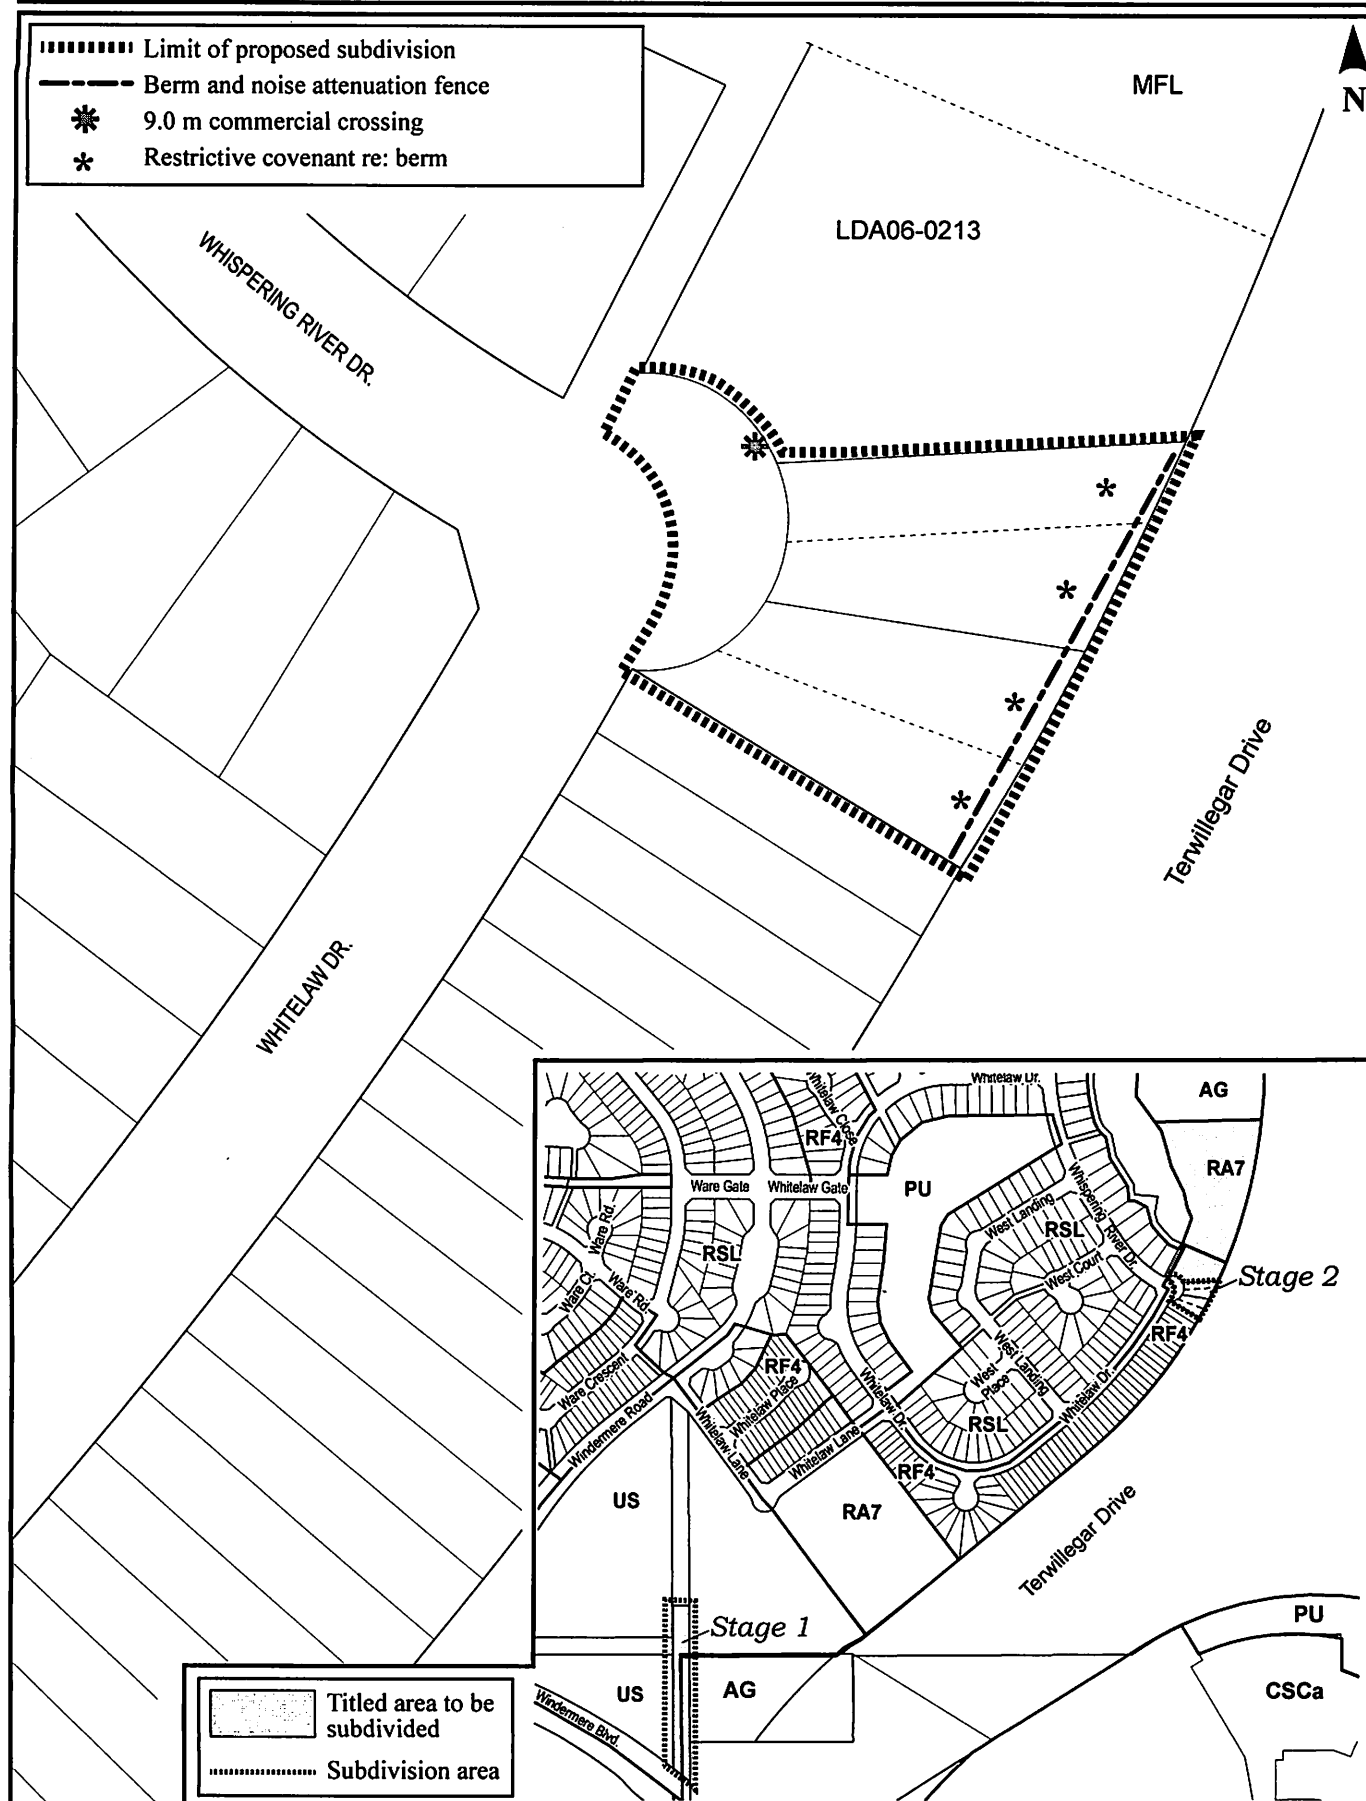 Limit of proposed subdivision
Berm and noise attenuation fence
9.0 m commercial crossing
Restrictive covenant re: berm
N
MFL
LDA06-0213
WHISPERING RIVER DR.
WHITELAW DR.
Terwillegar Drive
Whitelaw Dr.
Whitelaw Close
AG
RF4
RA7
Ware Gate
Whitelaw Gate
PU
Whispering River Dr.
West Landing
RSL
Ware Rd.
RSL
West Court
Stage 2
Ware Ct.
Ware Rd.
RF4
West Landing
West
Place
RF4
Ware Crescent
Whitelaw Place
Whitelaw Dr.
Whitelaw Dr.
Windermere Road
Whitelaw Lane
Whitelaw Lane
RSL
RF4
US
RA7
Terwillegar Drive
Stage 1
PU
US
AG
CSCa
Windermere Blvd.
Titled area to be
subdivided
Subdivision area